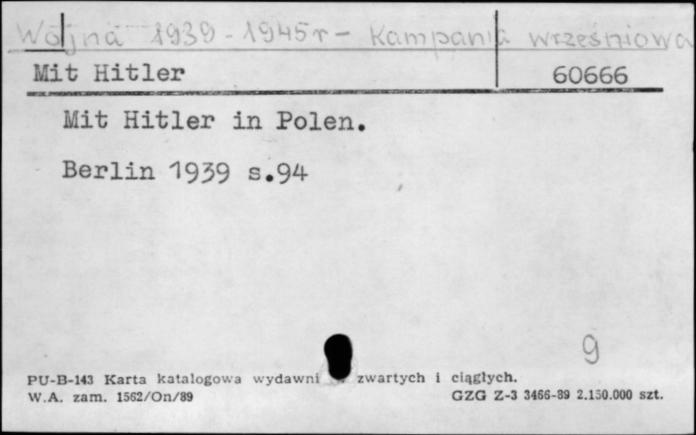 Wojna 1939-1945r- Kampania wrześniowa
Mit Hitler 60666
Mit Hitler in Polen.
Berlin 1939 s.94
9
PU-B-143 Karta katalogowa wydawni zwartych i ciągłych.
W.A. zam. 1562/On/89 GZG Z-3 3466-89 2.150.000 szt.